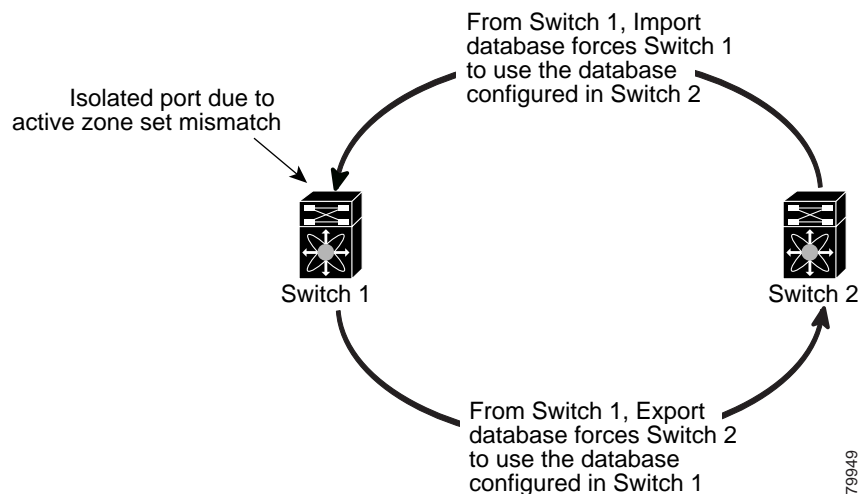 From Switch 1, Import
database forces Switch 1
to use the database
configured in Switch 2
Isolated port due to
active zone set mismatch
Switch 1
Switch 2
From Switch 1, Export
database forces Switch 2
to use the database
configured in Switch 1
79949